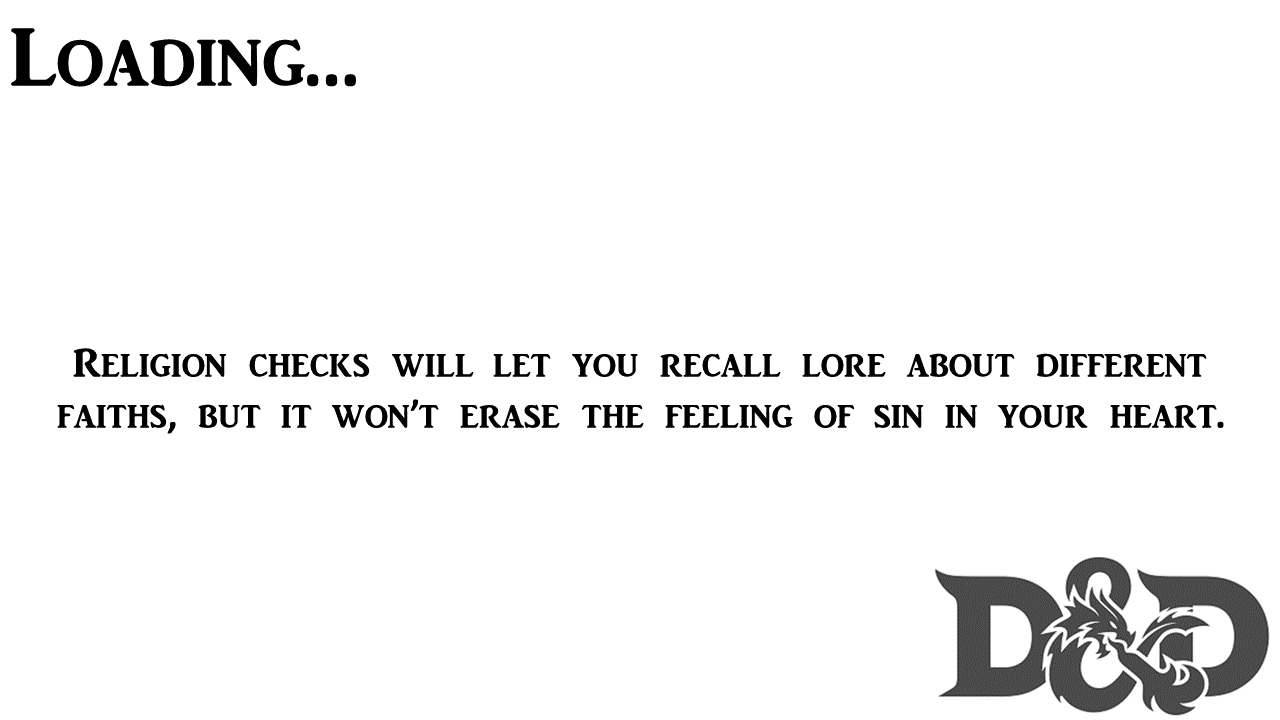 Loading...
Religion checks will let you recall lore about different
faiths, but it won't erase the feeling of sin in your heart.
D&D